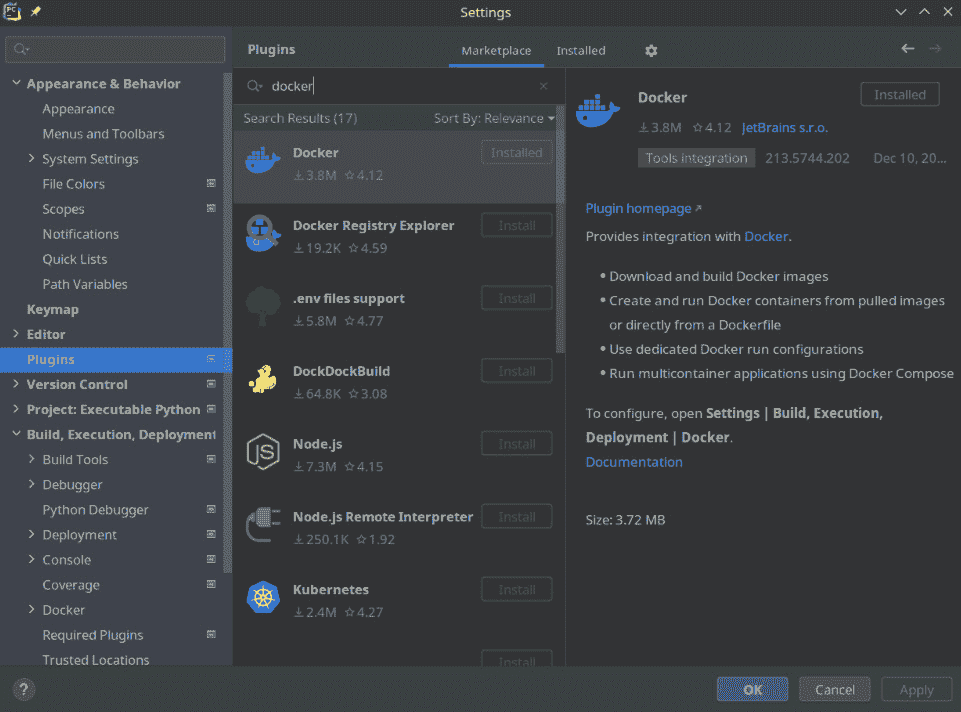 PC
Settings
Plugins
Marketplace
Installed
Appearance & Behavior
Appearance
Menus and Toolbars
System Settings
File Colors
Scopes
Notifications
Quick Lists
Path Variables
Keymap
Editor
Plugins
Version Control
Project: Executable Python
Build, Execution, Deployment
Build Tools
Debugger
Python Debugger
Deployment
Console
Coverage
Docker
Required Plugins
Trusted Locations
docker
Search Results (17) Sort By: Relevance
Docker Installed
3.8M 4.12
Docker Registry Explorer Install
19.2K 4.59
.env files support Install
5.8M 4.77
DockDockBuild Install
64.8K 3.08
JS
Node.js Install
7.3M 4.15
Node.js Remote Interpreter Install
250.1K 1.92
Kubernetes Install
2.4M 4.27
Install
Docker Installed
3.8M 4.12 JetBrains s.r.o.
Tools integration 213.5744.202 Dec 10, 20...
Plugin homepage ↗
Provides integration with Docker.
• Download and build Docker images
• Create and run Docker containers from pulled images
or directly from a Dockerfile
• Use dedicated Docker run configurations
• Run multicontainer applications using Docker Compose
To configure, open Settings | Build, Execution,
Deployment | Docker.
Documentation
Size: 3.72 MB
?
OK Cancel Apply